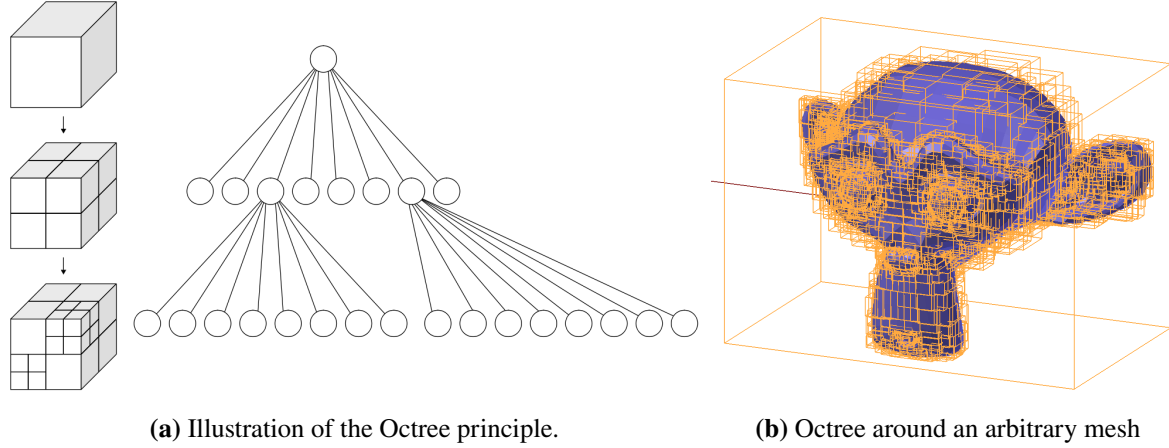 (a) Illustration of the Octree principle.
(b) Octree around an arbitrary mesh